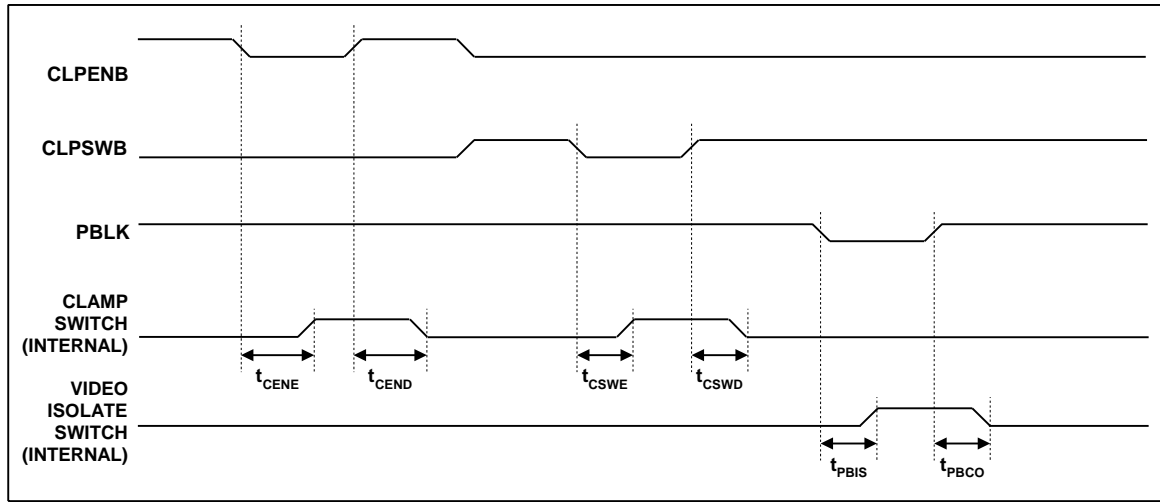 CLPENB
CLPSWB
PBLK
CLAMP
SWITCH
(INTERNAL)
tCENE
tCEND
tCSWE
tCSWD
VIDEO
ISOLATE
SWITCH
(INTERNAL)
tPBIS
tPBCO